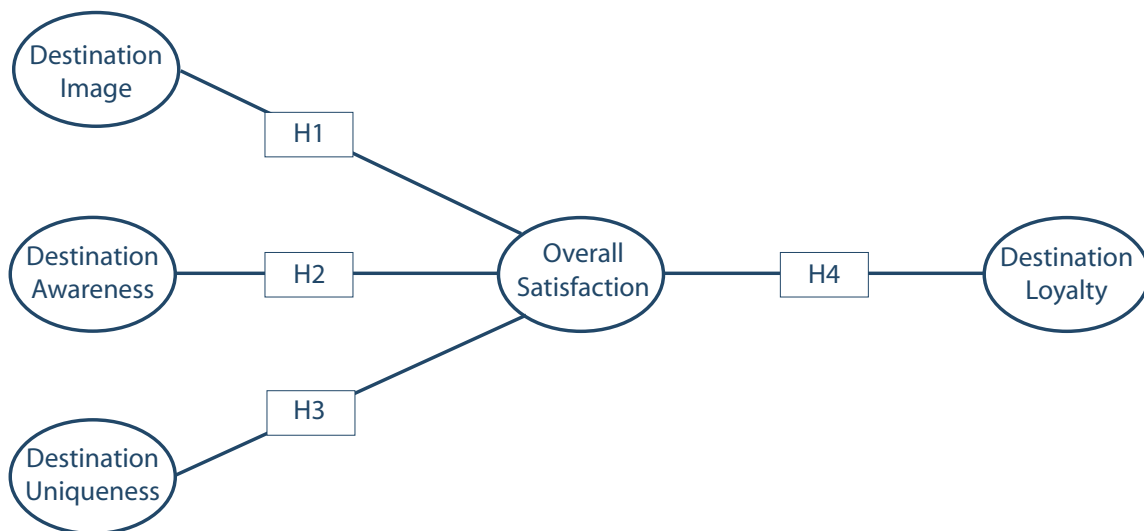 Destination
Image
H1
Destination
Awareness
H2
Overall
Satisfaction
H4
Destination
Loyalty
H3
Destination
Uniqueness